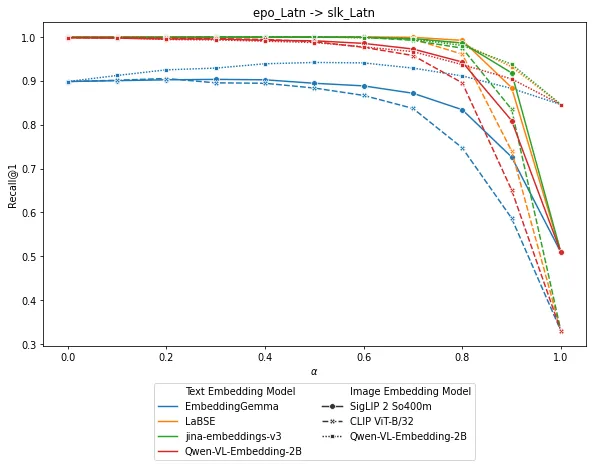 epo_Latn -> slk_Latn
Recall@1
1.0
0.9
0.8
0.7
0.6
0.5
0.4
0.3
0.0 0.2 0.4 0.6 0.8 1.0
α
Text Embedding Model
EmbeddingGemma
LaBSE
jina-embeddings-v3
Qwen-VL-Embedding-2B
Image Embedding Model
SigLIP 2 So400m
CLIP ViT-B/32
Qwen-VL-Embedding-2B